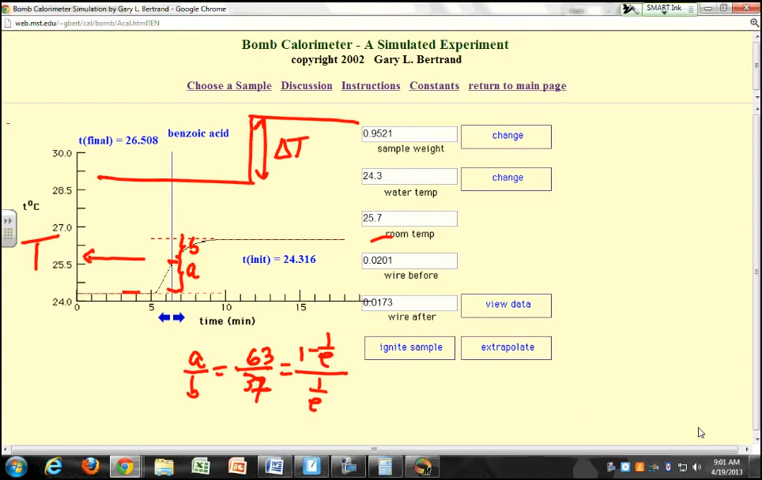 Bomb Calorimeter Simulation by Gary L. Bertrand - Google Chrome
SMART Ink
web.mst.edu/~gbert/cal/bomb/Acal.html?EN
Bomb Calorimeter - A Simulated Experiment
copyright 2002 Gary L. Bertrand
Choose a Sample Discussion Instructions Constants return to main page
t(final) = 26.508 benzoic acid
ΔT
30.0
28.5
t°C
27.0
25.5
24.0
T
b
a
t(init) = 24.316
5 10 15
time (min)
0.9521
sample weight
change
24.3
water temp
change
25.7
room temp
0.0201
wire before
0.0173
wire after
view data
ignite sample extrapolate
a/b = 63/37 = (1-1/e)/(1/e)
9:01 AM
4/19/2013